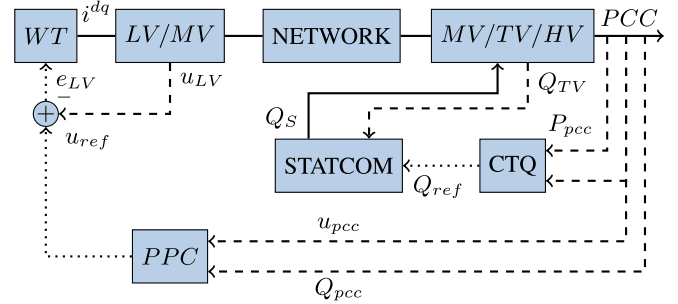 PCC
WT
i^{dq}
LV/MV
NETWORK
MV/TV/HV
e_{LV}
u_{LV}
Q_{TV}
−
+
Q_S
P_{pcc}
u_{ref}
STATCOM
CTQ
Q_{ref}
u_{pcc}
PPC
Q_{pcc}